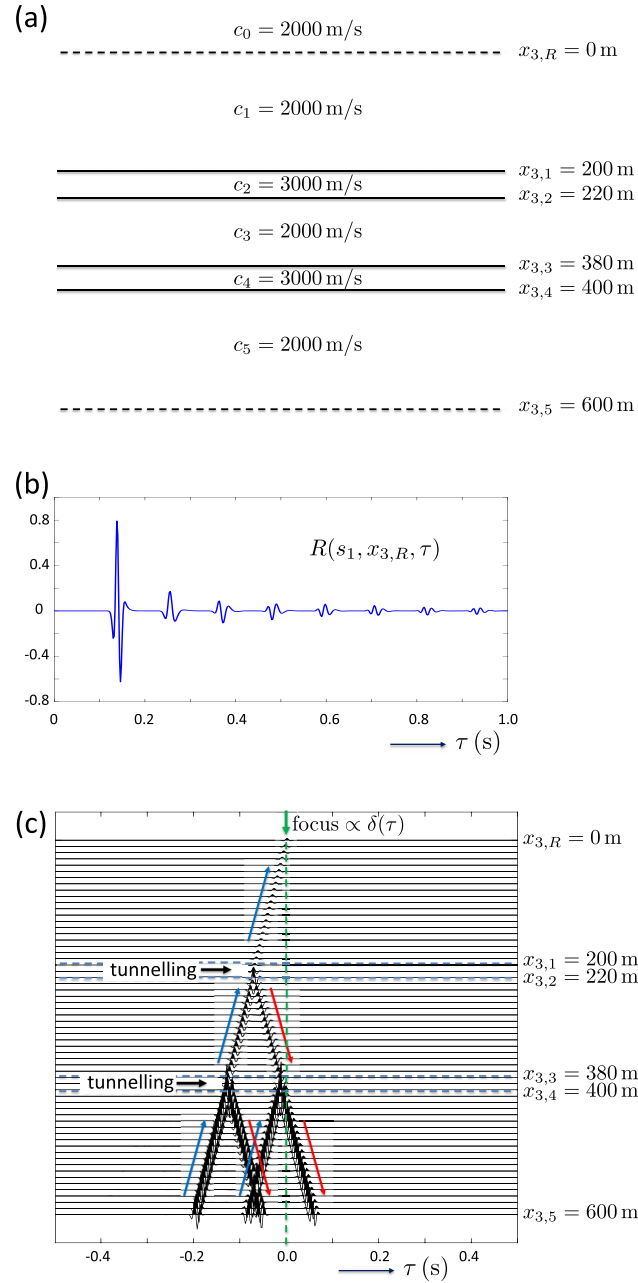 (a)
c₀ = 2000 m/s
x₃,R = 0 m
c₁ = 2000 m/s
x₃,₁ = 200 m
c₂ = 3000 m/s
x₃,₂ = 220 m
c₃ = 2000 m/s
x₃,₃ = 380 m
c₄ = 3000 m/s
x₃,₄ = 400 m
c₅ = 2000 m/s
x₃,₅ = 600 m
(b)
0.8
R(s₁, x₃,R, τ)
0.4
0
-0.4
-0.8
0 0.2 0.4 0.6 0.8 1.0
τ (s)
(c)
focus ∝ δ(τ)
x₃,R = 0 m
x₃,₁ = 200 m
tunnelling
x₃,₂ = 220 m
x₃,₃ = 380 m
tunnelling
x₃,₄ = 400 m
x₃,₅ = 600 m
-0.4 -0.2 0.0 0.2 0.4
τ (s)